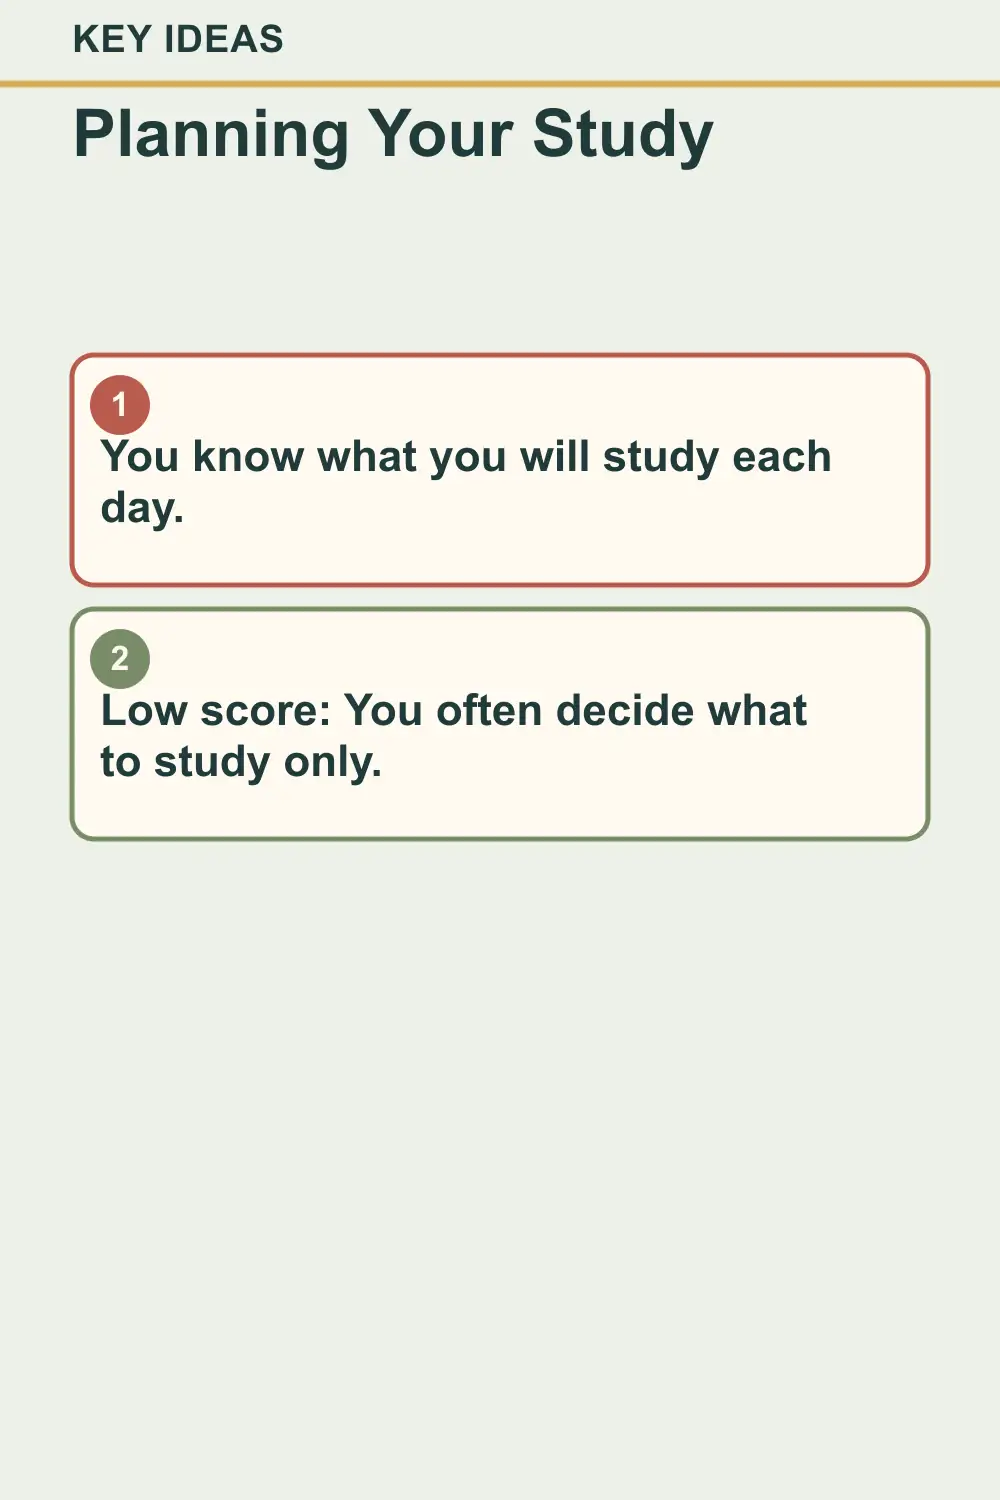 KEY IDEAS
Planning Your Study
1
You know what you will study each
day.
2
Low score: You often decide what
to study only.